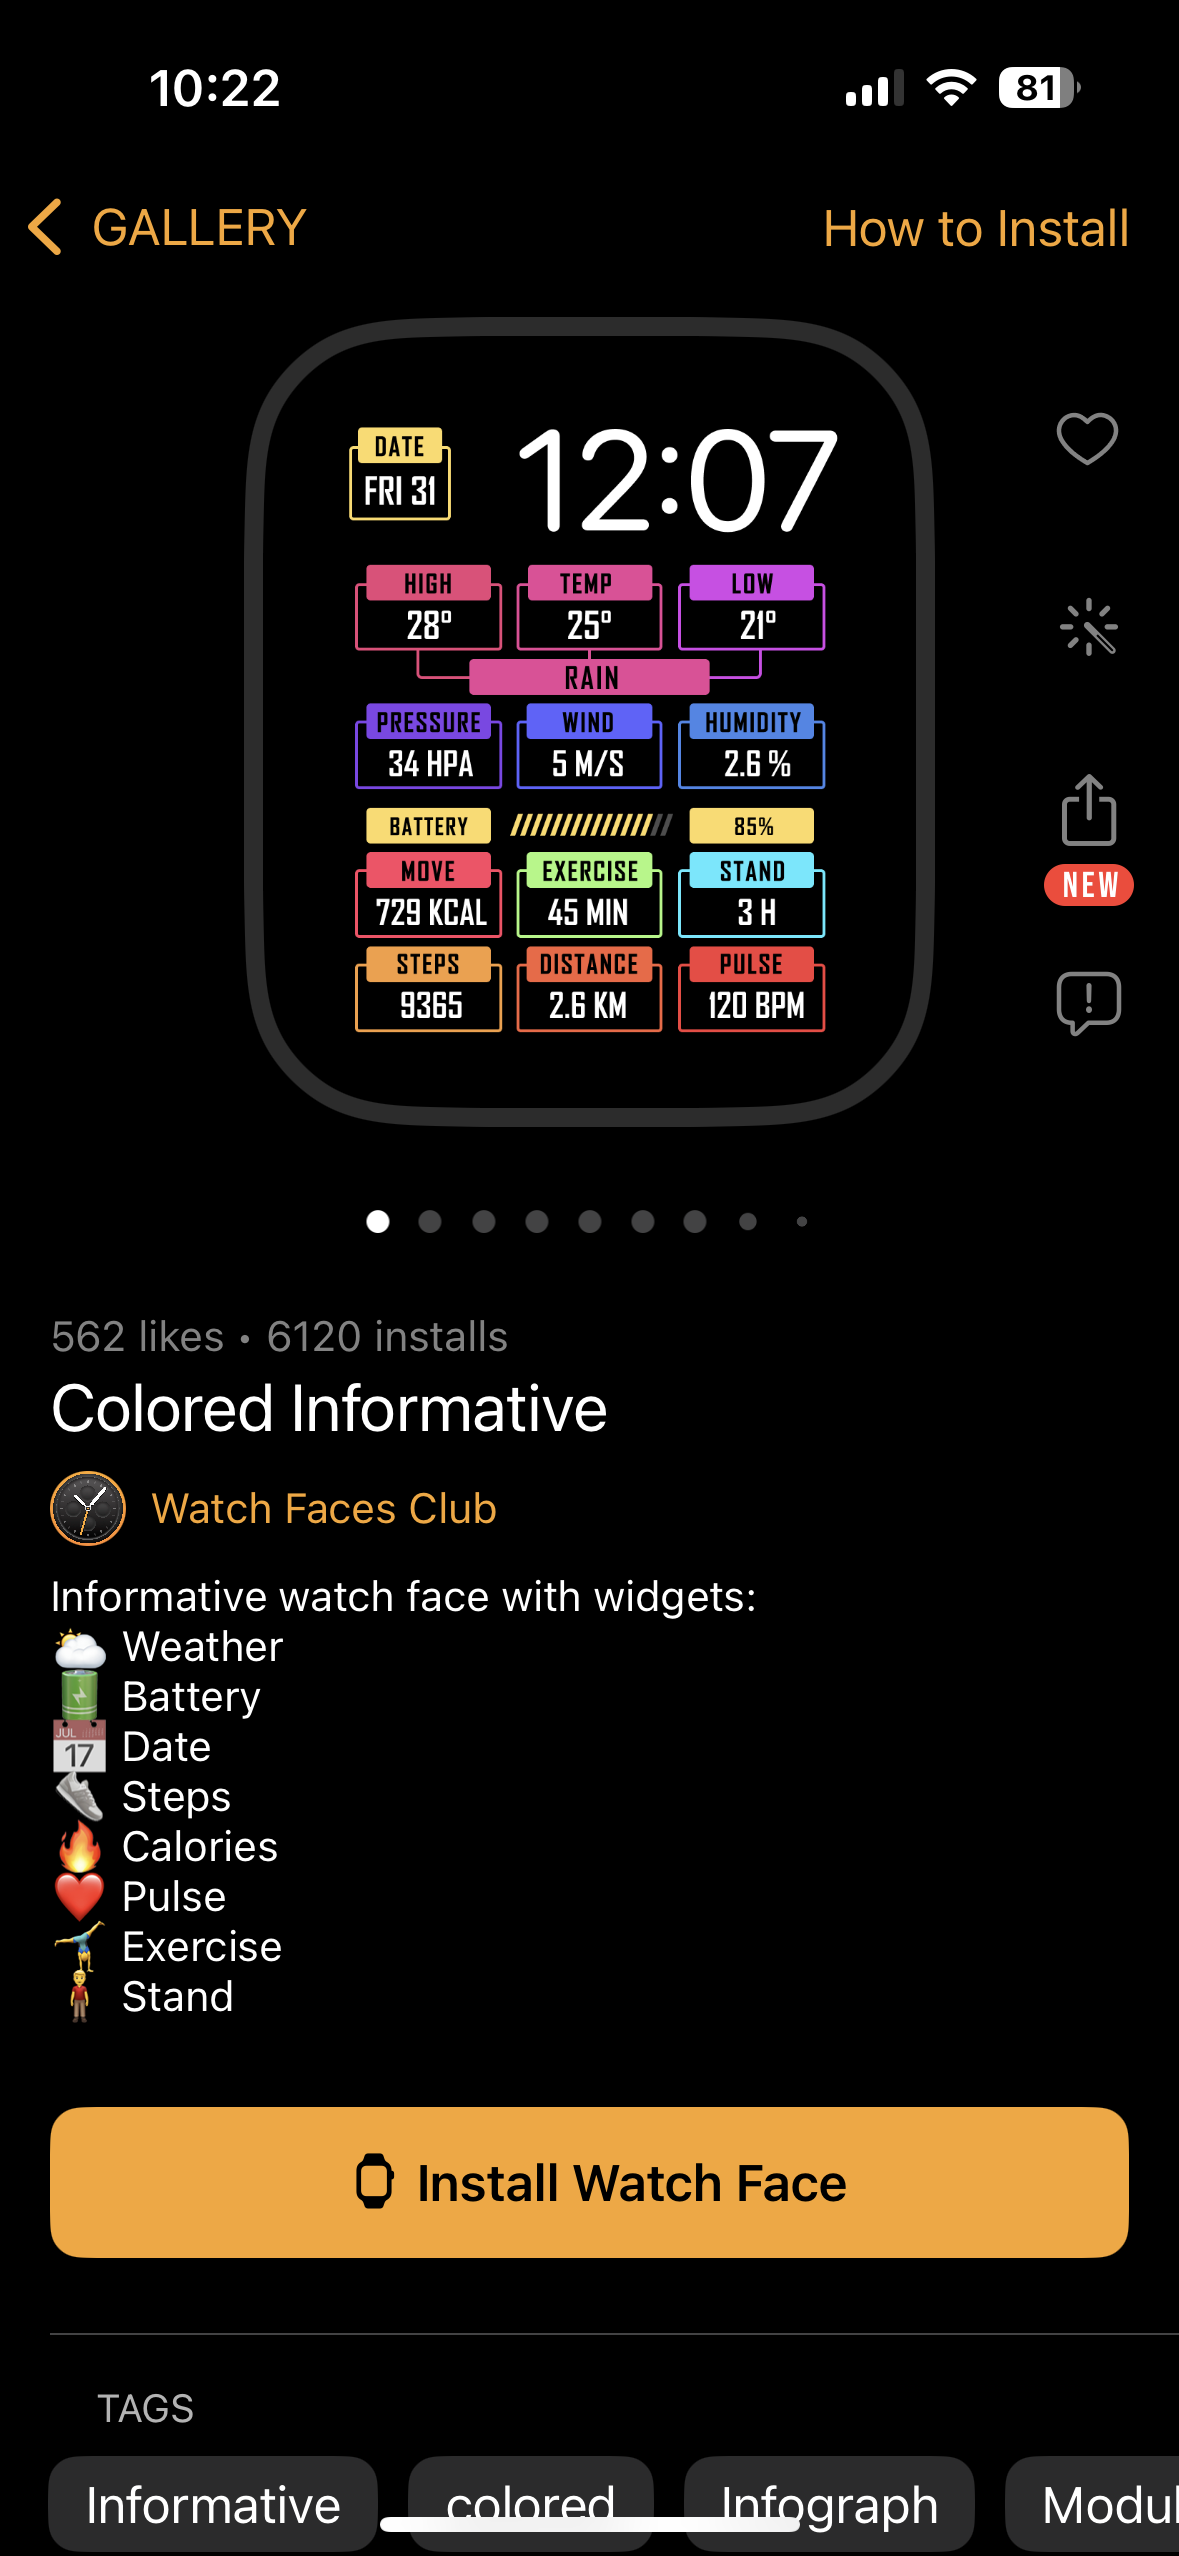 10:22
81
GALLERY
How to Install
DATE
FRI 31
12:07
HIGH
TEMP
LOW
28°
25°
21°
RAIN
PRESSURE
WIND
HUMIDITY
34 HPA
5 M/S
2.6 %
BATTERY
85%
MOVE
EXERCISE
STAND
729 KCAL
45 MIN
3 H
STEPS
DISTANCE
PULSE
9365
2.6 KM
120 BPM
NEW
562 likes • 6120 installs
Colored Informative
Watch Faces Club
Informative watch face with widgets:
Weather
Battery
JUL
17
Date
Steps
Calories
Pulse
Exercise
Stand
Install Watch Face
TAGS
Informative
colored
Infograph
Modul